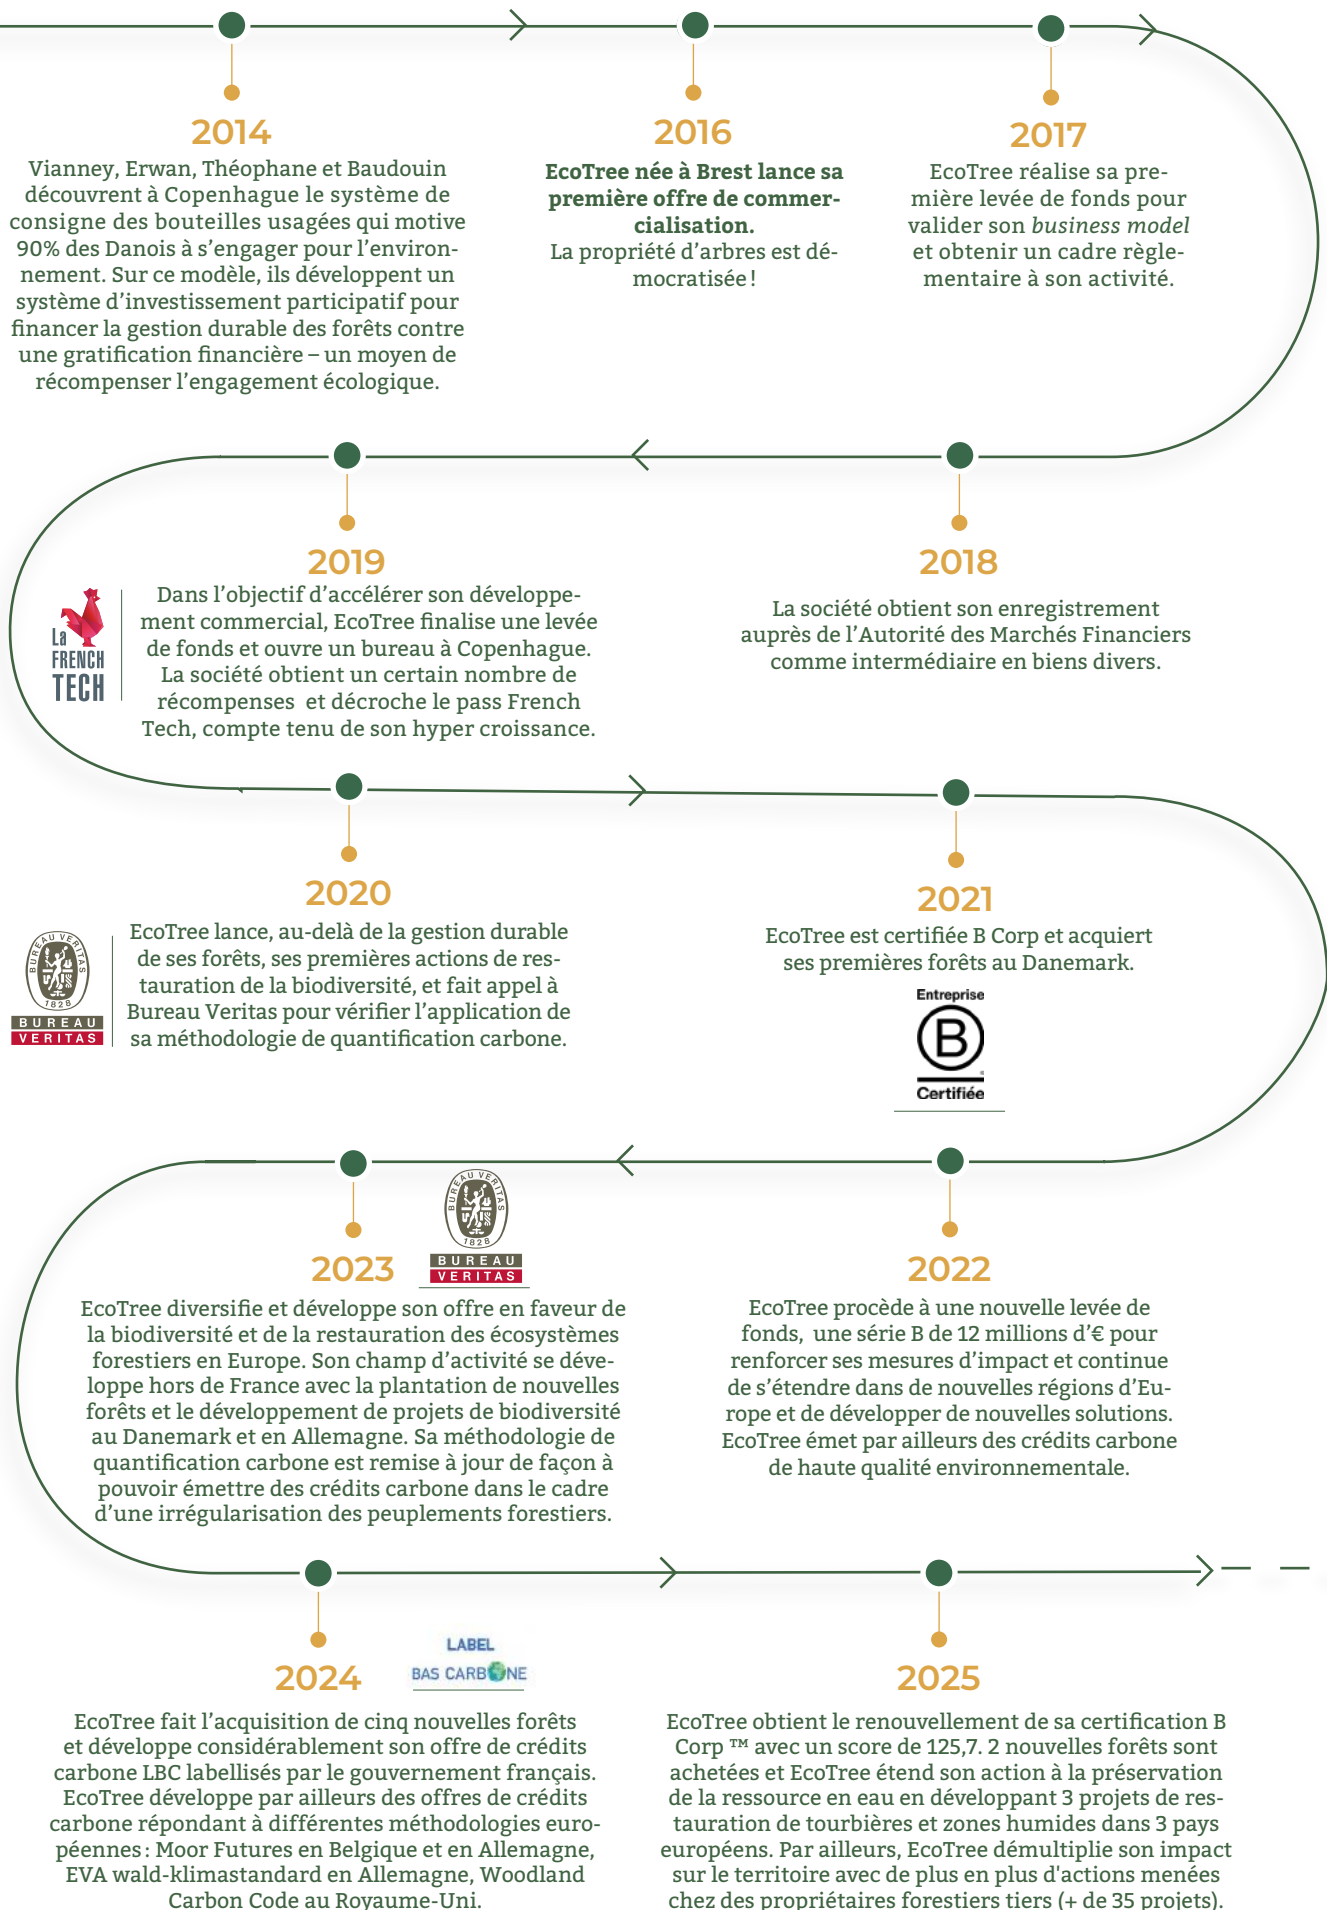 2014
Vianney, Erwan, Théophane et Baudouin
découvrent à Copenhague le système de
consigne des bouteilles usagées qui motive
90% des Danois à s’engager pour l’environ-
nement. Sur ce modèle, ils développent un
système d’investissement participatif pour
financer la gestion durable des forêts contre
une gratification financière – un moyen de
récompenser l’engagement écologique.
2016
EcoTree née à Brest lance sa
première offre de commer-
cialisation.
La propriété d’arbres est dé-
mocratisée !
2017
EcoTree réalise sa pre-
mière levée de fonds pour
valider son business model
et obtenir un cadre règle-
mentaire à son activité.
2018
La société obtient son enregistrement
auprès de l’Autorité des Marchés Financiers
comme intermédiaire en biens divers.
2019
La
FRENCH
TECH
Dans l’objectif d’accélérer son développe-
ment commercial, EcoTree finalise une levée
de fonds et ouvre un bureau à Copenhague.
La société obtient un certain nombre de
récompenses et décroche le pass French
Tech, compte tenu de son hyper croissance.
2020
BUREAU VERITAS
1828
BUREAU
VERITAS
EcoTree lance, au-delà de la gestion durable
de ses forêts, ses premières actions de res-
tauration de la biodiversité, et fait appel à
Bureau Veritas pour vérifier l’application de
sa méthodologie de quantification carbone.
2021
EcoTree est certifiée B Corp et acquiert
ses premières forêts au Danemark.
Entreprise
B
Certifiée
2022
EcoTree procède à une nouvelle levée de
fonds, une série B de 12 millions d’€ pour
renforcer ses mesures d’impact et continue
de s’étendre dans de nouvelles régions d’Eu-
rope et de développer de nouvelles solutions.
EcoTree émet par ailleurs des crédits carbone
de haute qualité environnementale.
2023
BUREAU VERITAS
1828
BUREAU
VERITAS
EcoTree diversifie et développe son offre en faveur de
la biodiversité et de la restauration des écosystèmes
forestiers en Europe. Son champ d’activité se déve-
loppe hors de France avec la plantation de nouvelles
forêts et le développement de projets de biodiversité
au Danemark et en Allemagne. Sa méthodologie de
quantification carbone est remise à jour de façon à
pouvoir émettre des crédits carbone dans le cadre
d’une irrégularisation des peuplements forestiers.
2024
LABEL
BAS CARBONE
EcoTree fait l’acquisition de cinq nouvelles forêts
et développe considérablement son offre de crédits
carbone LBC labellisés par le gouvernement français.
EcoTree développe par ailleurs des offres de crédits
carbone répondant à différentes méthodologies euro-
péennes : Moor Futures en Belgique et en Allemagne,
EVA wald-klimastandard en Allemagne, Woodland
Carbon Code au Royaume-Uni.
2025
EcoTree obtient le renouvellement de sa certification B
Corp ™ avec un score de 125,7. 2 nouvelles forêts sont
achetées et EcoTree étend son action à la préservation
de la ressource en eau en développant 3 projets de res-
tauration de tourbières et zones humides dans 3 pays
européens. Par ailleurs, EcoTree démultiplie son impact
sur le territoire avec de plus en plus d'actions menées
chez des propriétaires forestiers tiers (+ de 35 projets).